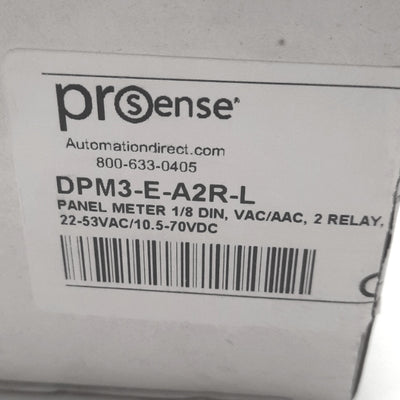 prosense®
Automationdirect.com
800-633-0405
DPM3-E-A2R-L
PANEL METER 1/8 DIN, VAC/AAC, 2 RELAY,
22-53VAC/10.5-70VDC